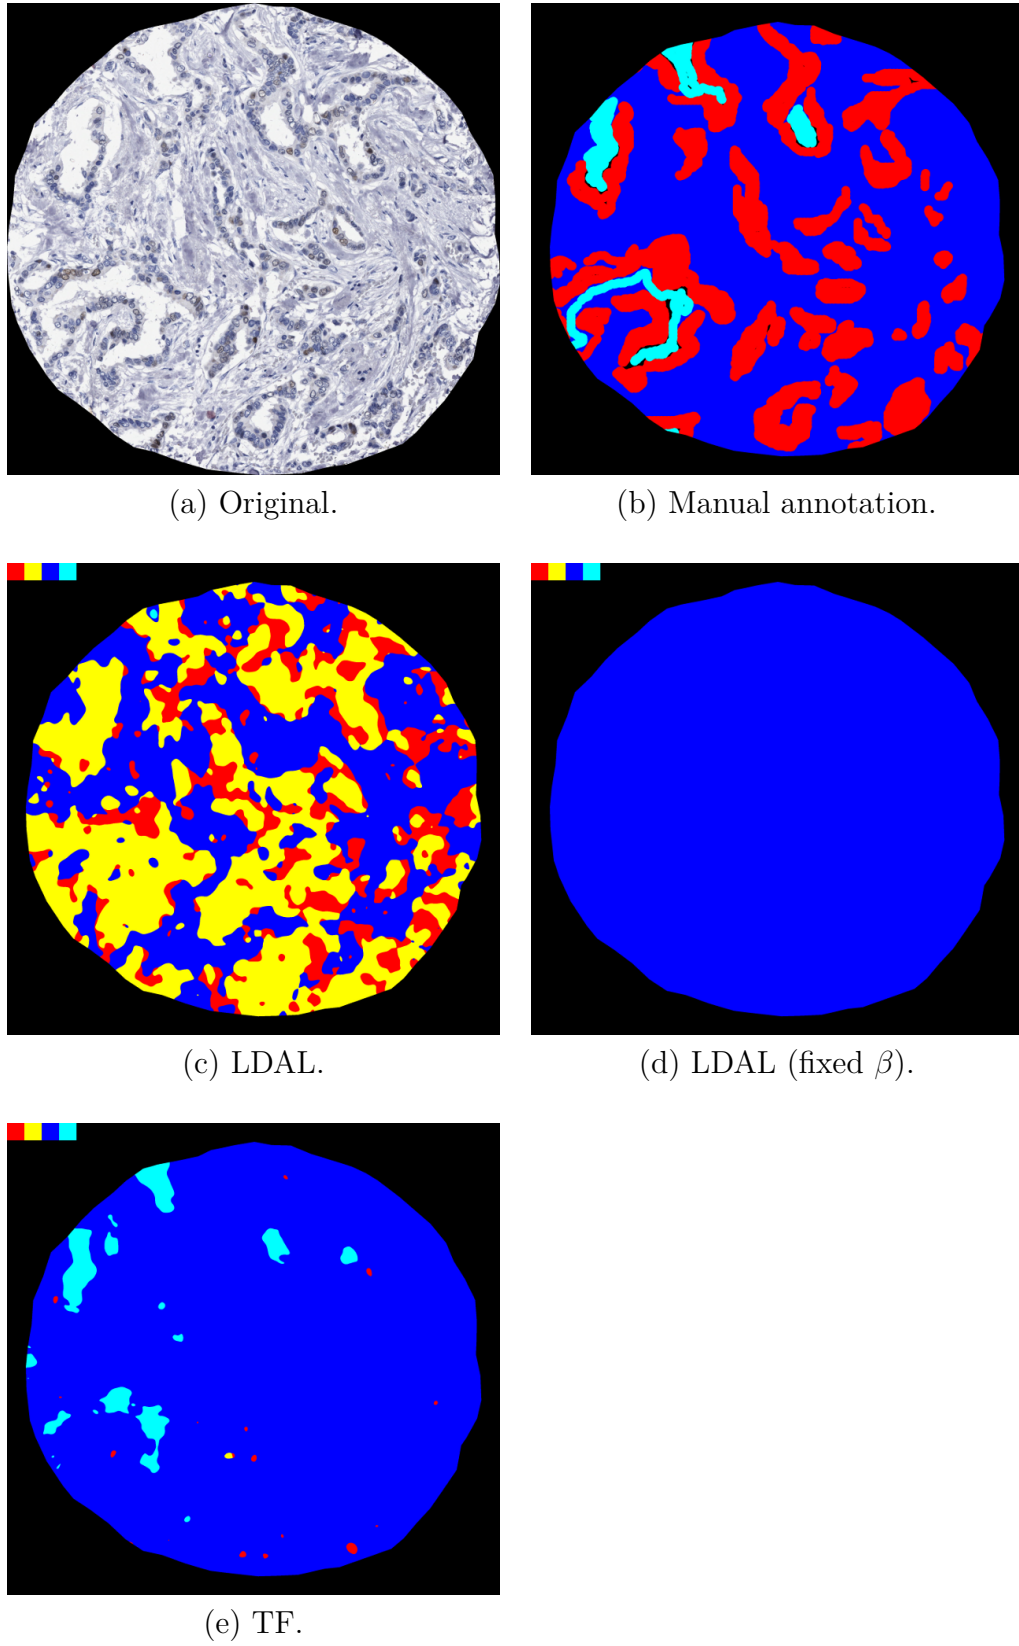 (a) Original.
(b) Manual annotation.
(c) LDAL.
(d) LDAL (fixed β).
(e) TF.